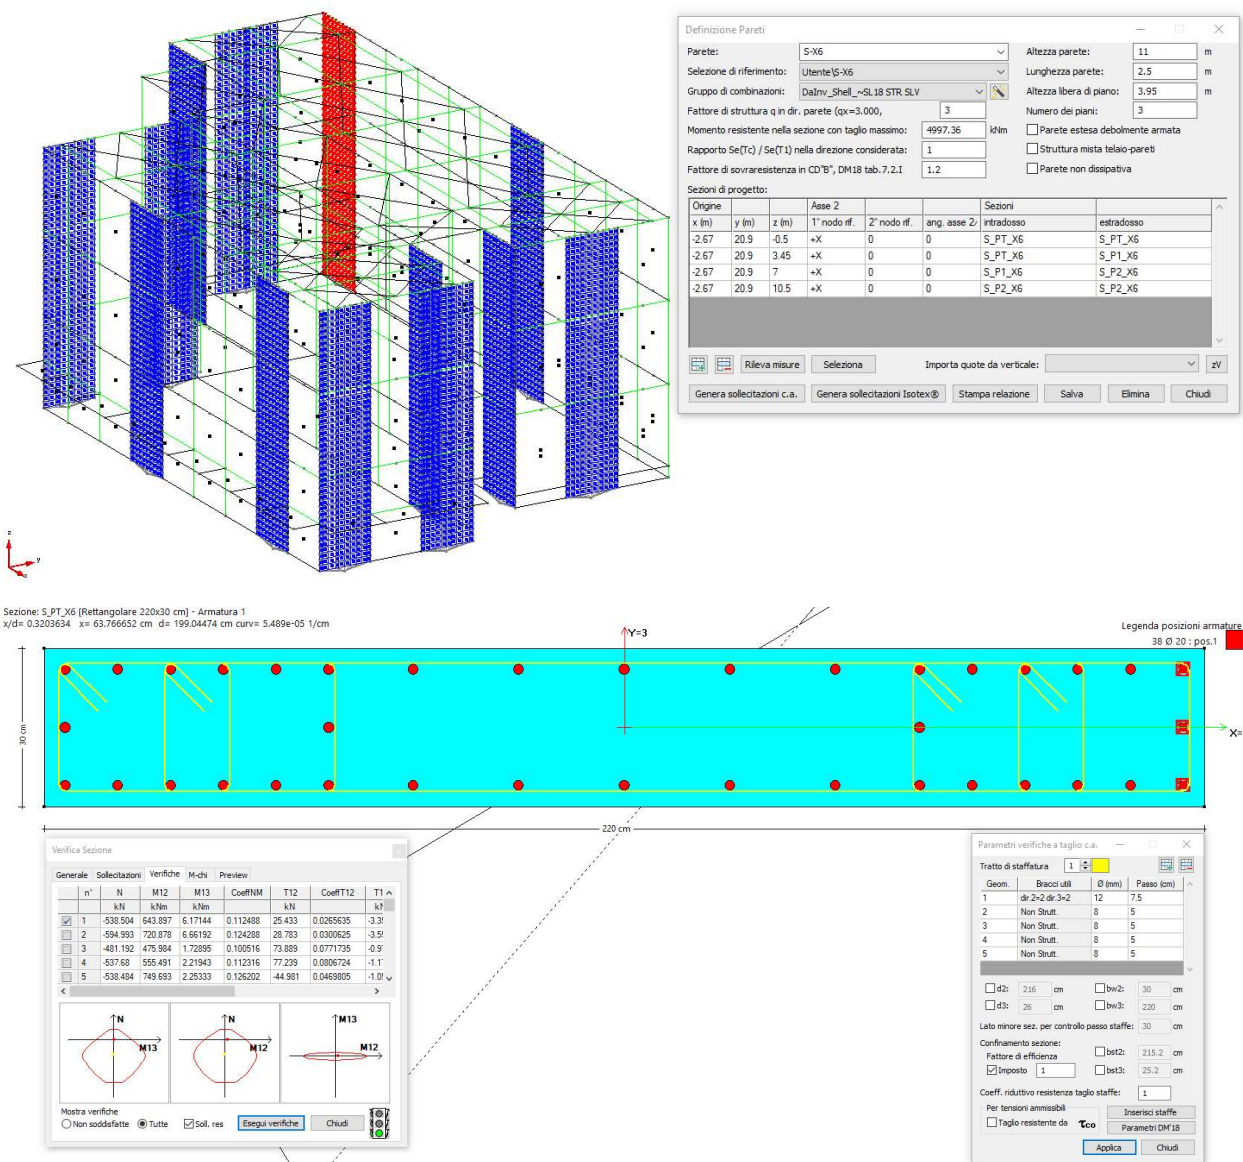 Definizione Pareti
Parete: S-X6 Altezza parete: 11 m
Selezione di riferimento: Utente\S-X6 Lunghezza parete: 2.5 m
Gruppo di combinazioni: DaInv_Shell_~SL18 STR SLV Altezza libera di piano: 3.95 m
Fattore di struttura q in dir. parete (qx=3.000, 3 Numero dei piani: 3
Momento resistente nella sezione con taglio massimo: 4997.36 kNm Parete estesa debolmente armata
Rapporto Se(Tc) / Se(T1) nella direzione considerata: 1 Struttura mista telaio-pareti
Fattore di sovraresistenza in CD"B", DM18 tab.7.2.I 1.2 Parete non dissipativa
Sezioni di progetto:
Origine Asse 2 Sezioni
x (m) y (m) z (m) 1° nodo rif. 2° nodo rif. ang. asse 2/ intradosso estradosso
-2.67 20.9 -0.5 +X 0 0 S_PT_X6 S_PT_X6
-2.67 20.9 3.45 +X 0 0 S_PT_X6 S_P1_X6
-2.67 20.9 7 +X 0 0 S_P1_X6 S_P2_X6
-2.67 20.9 10.5 +X 0 0 S_P2_X6 S_P2_X6
Rileva misure Seleziona Importa quote da verticale: zV
Genera sollecitazioni c.a. Genera sollecitazioni Isotex® Stampa relazione Salva Elimina Chiudi
z
y
x
Sezione: S_PT_X6 [Rettangolare 220x30 cm] - Armatura 1
x/d= 0.3203634 x= 63.766652 cm d= 199.04474 cm curv= 5.489e-05 1/cm
Legenda posizioni armature
38 Ø 20 : pos.1
Y=3
30 cm
X=
220 cm
Verifica Sezione
Generale Sollecitazioni Verifiche M-chi Preview
n° N M12 M13 CoeffNM T12 CoeffT12 T1
kN kNm kNm kN kN
1 -538.504 643.897 6.17144 0.112488 25.433 0.0265635 -3.35
2 -594.993 720.878 6.66192 0.124288 28.783 0.0300625 -3.55
3 -481.192 475.984 1.72895 0.100516 73.889 0.0771735 -0.97
4 -537.68 555.491 2.21943 0.112316 77.239 0.0806724 -1.17
5 -538.484 749.693 2.25333 0.126202 -44.981 0.0469805 -1.05
N M13
N M12
M13 M12
Mostra verifiche
Non soddisfatte Tutte Soll. res Esegui verifiche Chiudi
Parametri verifiche a taglio c.a.
Tratto di staffatura 1
Geom. Bracci utili Ø (mm) Passo (cm)
1 dir.2=2 dir.3=2 12 7.5
2 Non Strutt. 8 5
3 Non Strutt. 8 5
4 Non Strutt. 8 5
5 Non Strutt. 8 5
d2: 216 cm bw2: 30 cm
d3: 26 cm bw3: 220 cm
Lato minore sez. per controllo passo staffe: 30 cm
Confinamento sezione:
Fattore di efficienza bst2: 215.2 cm
Imposto 1 bst3: 25.2 cm
Coeff. riduttivo resistenza taglio staffe: 1
Per tensioni ammissibili Inserisci staffe
Taglio resistente da τco Parametri DM'18
Applica Chiudi